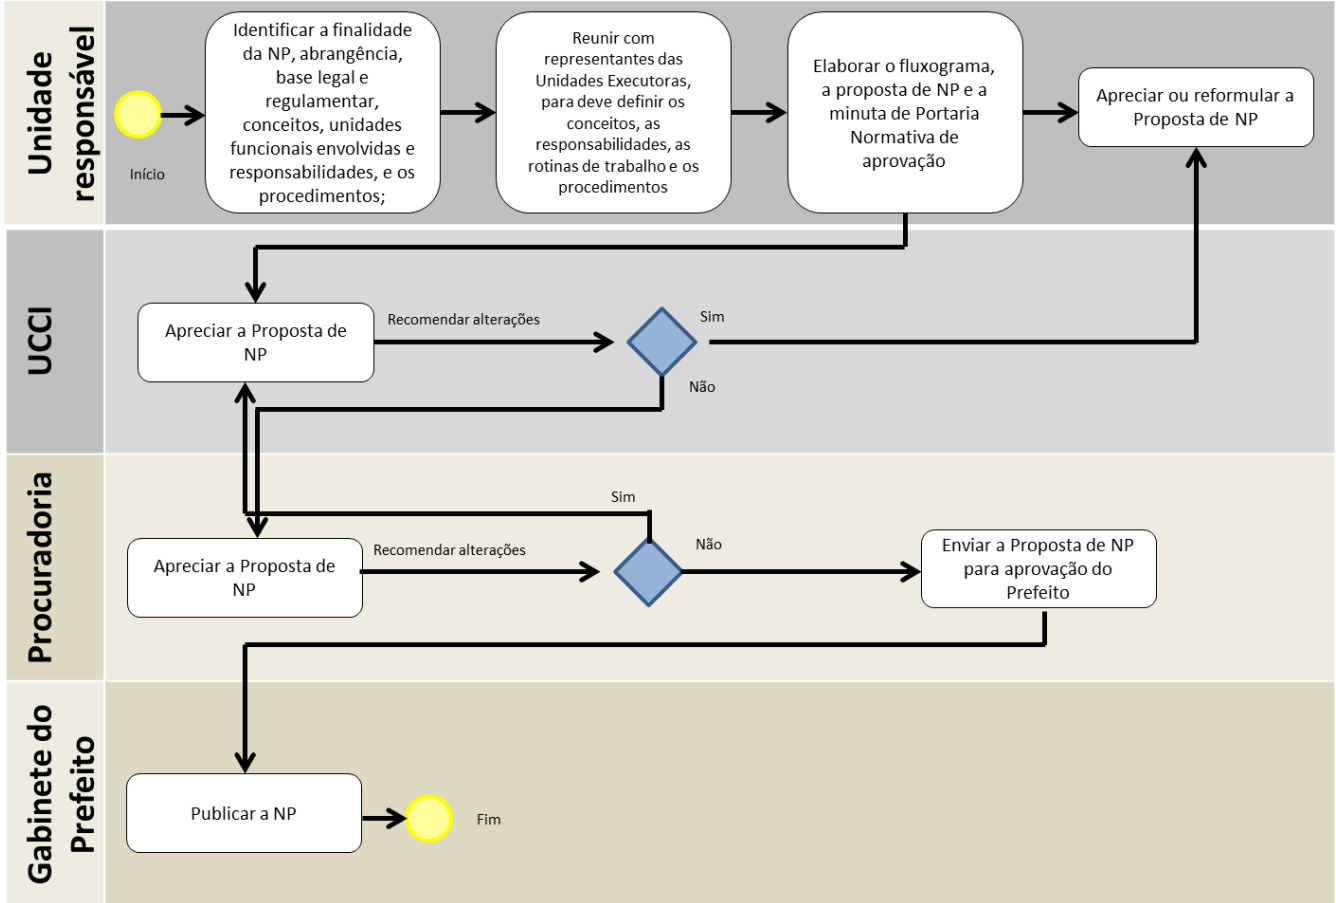 Unidade
responsável
Início
Identificar a finalidade
da NP, abrangência,
base legal e
regulamentar,
conceitos, unidades
funcionais envolvidas e
responsabilidades, e os
procedimentos;
Reunir com
representantes das
Unidades Executoras,
para deve definir os
conceitos, as
responsabilidades, as
rotinas de trabalho e os
procedimentos
Elaborar o fluxograma,
a proposta de NP e a
minuta de Portaria
Normativa de
aprovação
Apreciar ou reformular a
Proposta de NP
UCCI
Apreciar a Proposta de
NP
Recomendar alterações
Sim
Não
Procuradoria
Apreciar a Proposta de
NP
Recomendar alterações
Sim
Não
Enviar a Proposta de NP
para aprovação do
Prefeito
Gabinete do
Prefeito
Publicar a NP
Fim